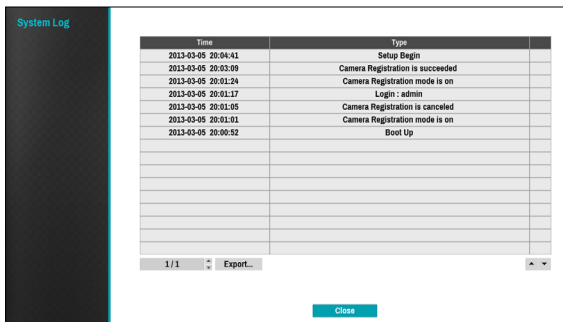 System Log
Time Type
2013-03-05 20:04:41 Setup Begin
2013-03-05 20:03:09 Camera Registration is succeeded
2013-03-05 20:01:24 Camera Registration mode is on
2013-03-05 20:01:17 Login : admin
2013-03-05 20:01:05 Camera Registration is canceled
2013-03-05 20:01:01 Camera Registration mode is on
2013-03-05 20:00:52 Boot Up
1 / 1 Export...
Close